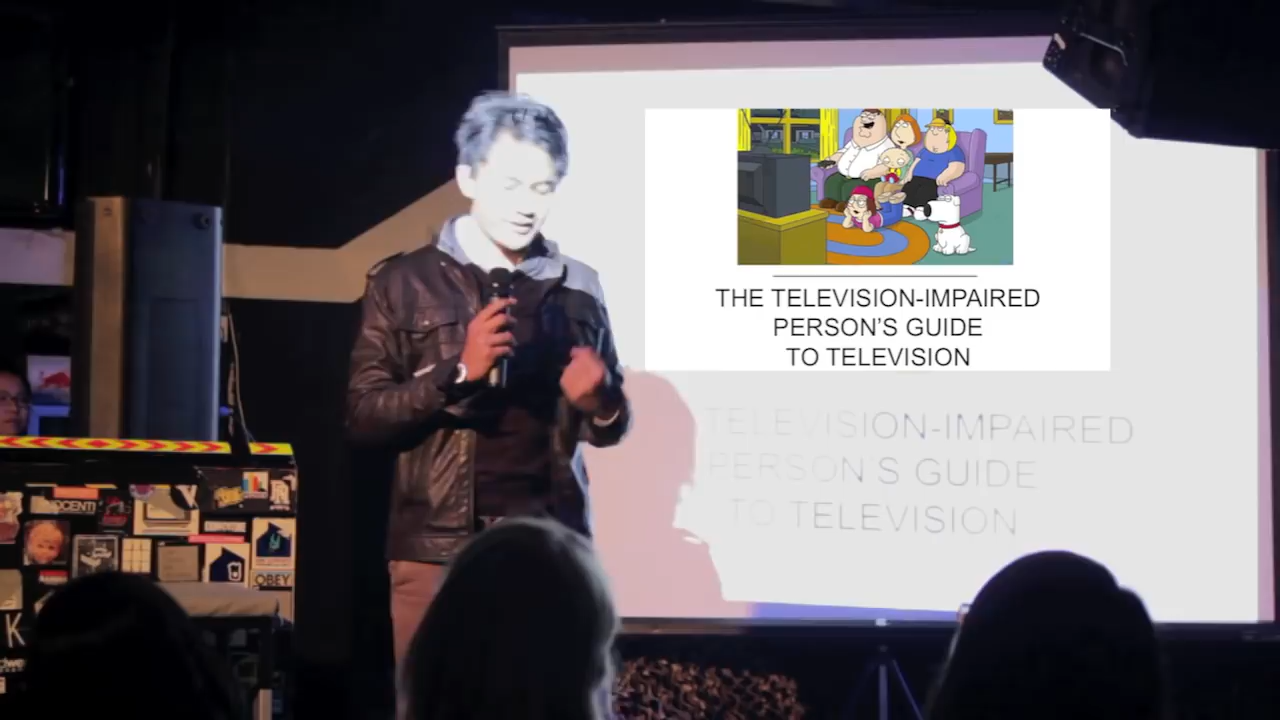 THE TELEVISION-IMPAIRED
PERSON'S GUIDE
TO TELEVISION
TELEVISION-IMPAIRED
PERSON'S GUIDE
TO TELEVISION
OBEY
K